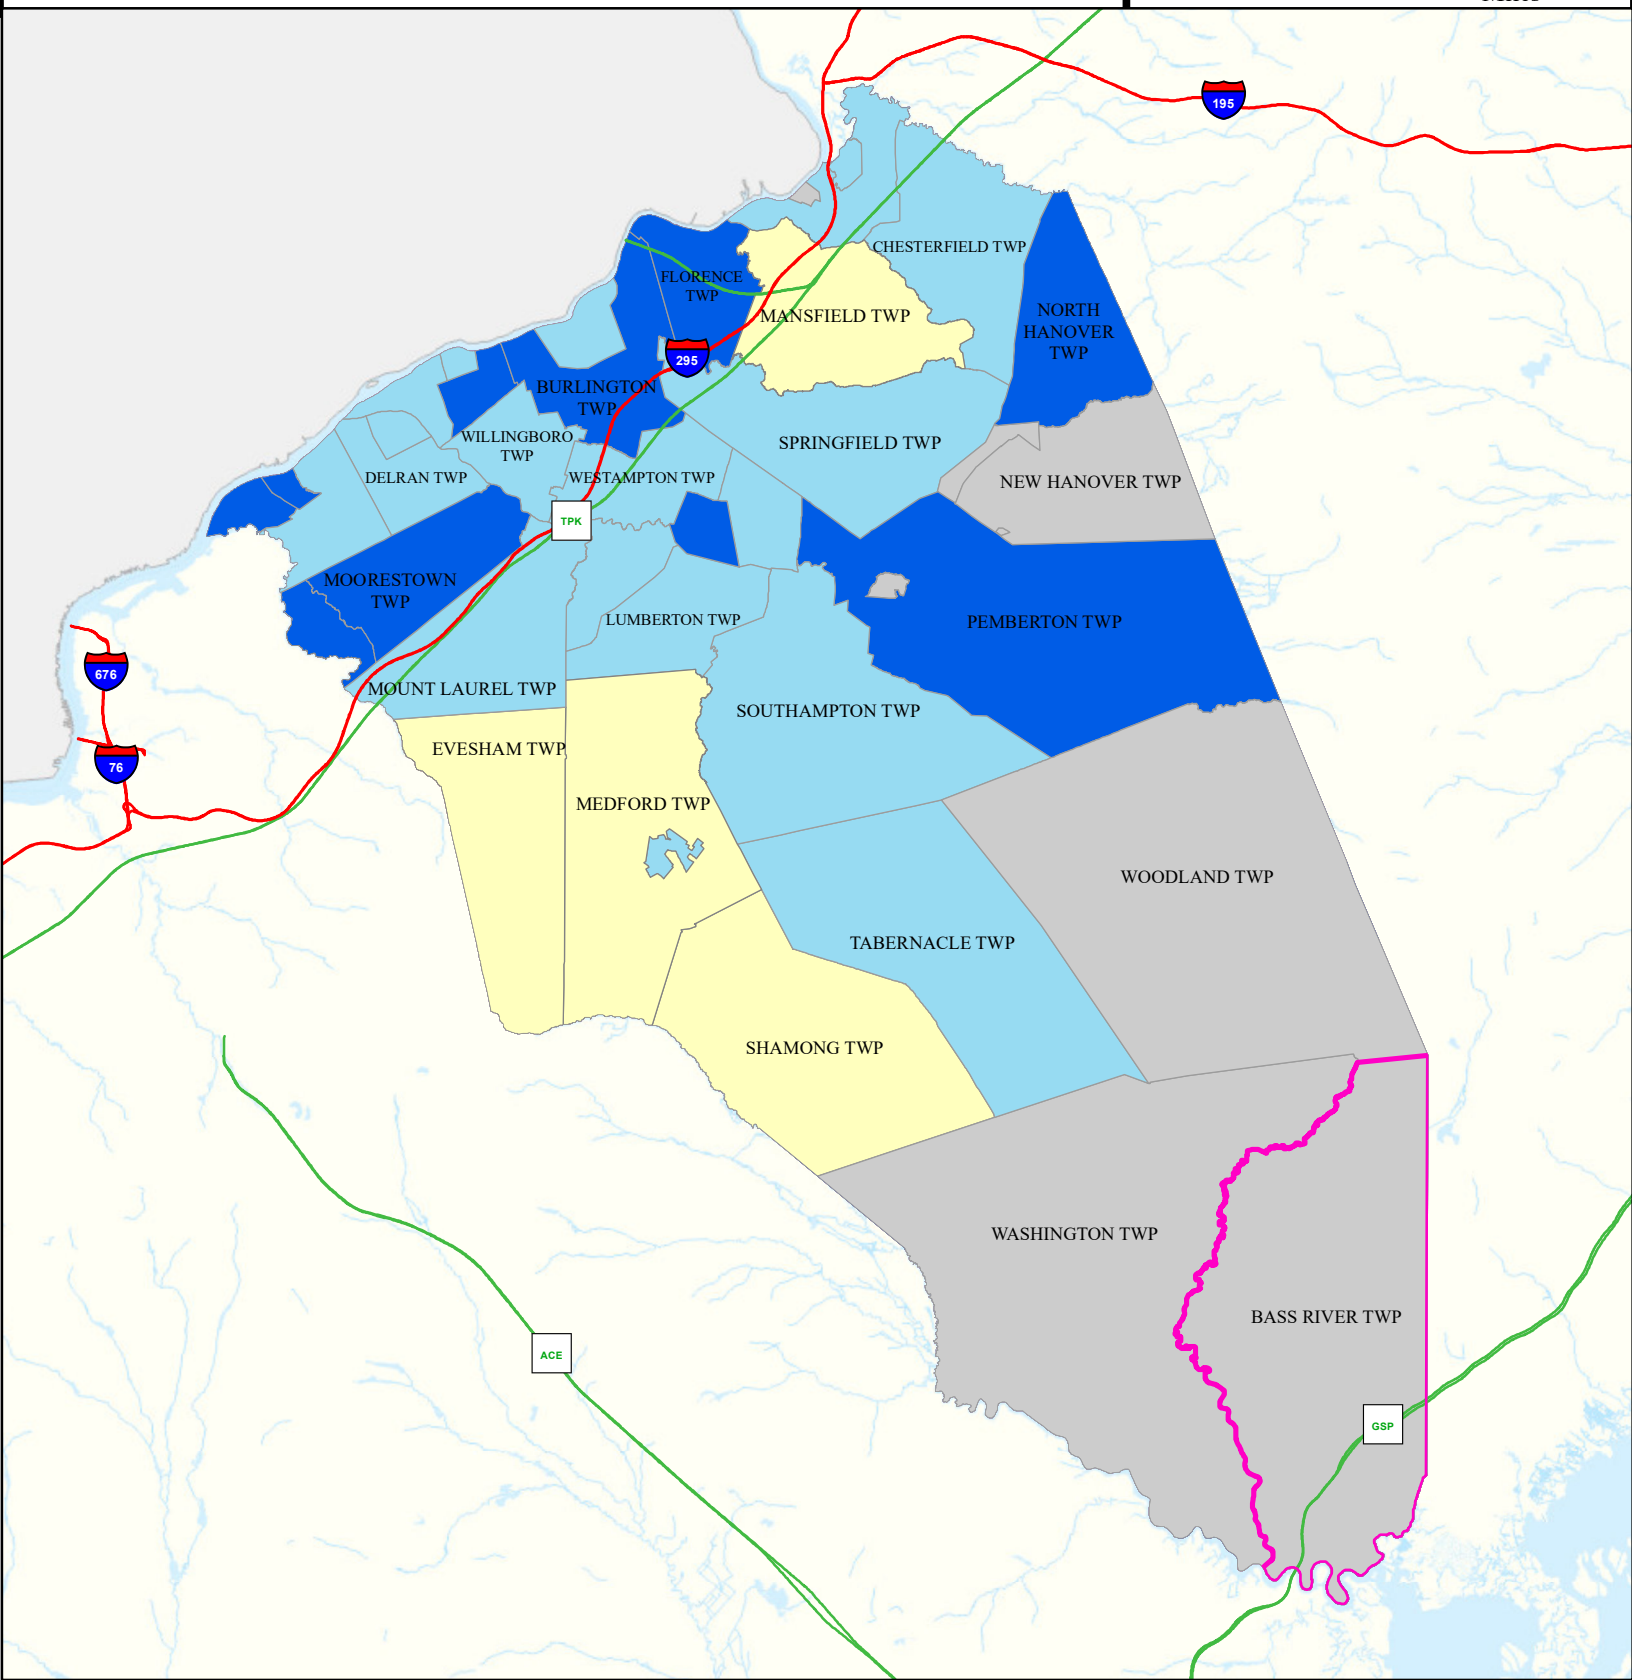 195
CHESTERFIELD TWP
FLORENCE
TWP
MANSFIELD TWP
NORTH
HANOVER
TWP
295
BURLINGTON
TWP
WILLINGBORO
TWP
SPRINGFIELD TWP
DELRAN TWP
WESTAMPTON TWP
NEW HANOVER TWP
TPK
MOORESTOWN
TWP
LUMBERTON TWP
PEMBERTON TWP
676
MOUNT LAUREL TWP
SOUTHAMPTON TWP
EVESHAM TWP
76
MEDFORD TWP
WOODLAND TWP
TABERNACLE TWP
SHAMONG TWP
WASHINGTON TWP
BASS RIVER TWP
ACE
GSP